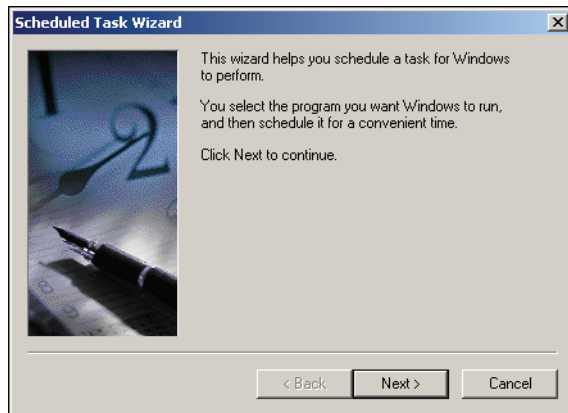 Scheduled Task Wizard
This wizard helps you schedule a task for Windows
to perform.
You select the program you want Windows to run,
and then schedule it for a convenient time.
Click Next to continue.
2
< Back
Next >
Cancel